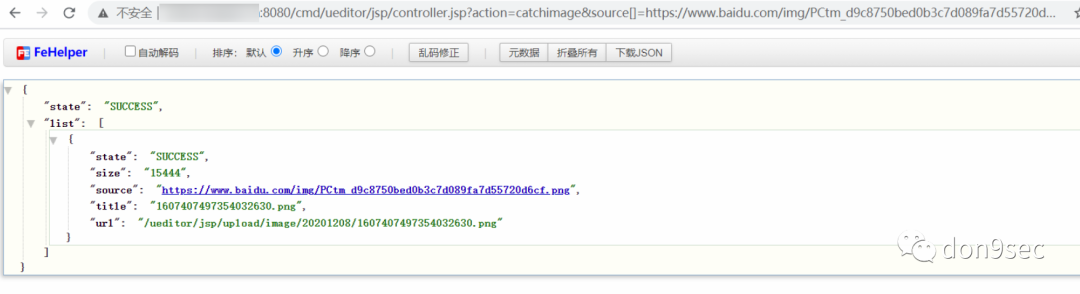 不安全 | :8080/cmd/ueditor/jsp/controller.jsp?action=catchimage&source[]=https://www.baidu.com/img/PCtm_d9c8750bed0b3c7d089fa7d55720d...
FeHelper 自动解码 排序: 默认 升序 降序 乱码修正 元数据 折叠所有 下载JSON
{
"state": "SUCCESS",
"list": [
{
"state": "SUCCESS",
"size": "15444",
"source": "https://www.baidu.com/img/PCtm_d9c8750bed0b3c7d089fa7d55720d6cf.png",
"title": "1607407497354032630.png",
"url": "/ueditor/jsp/upload/image/20201208/1607407497354032630.png"
}
]
}
don9sec